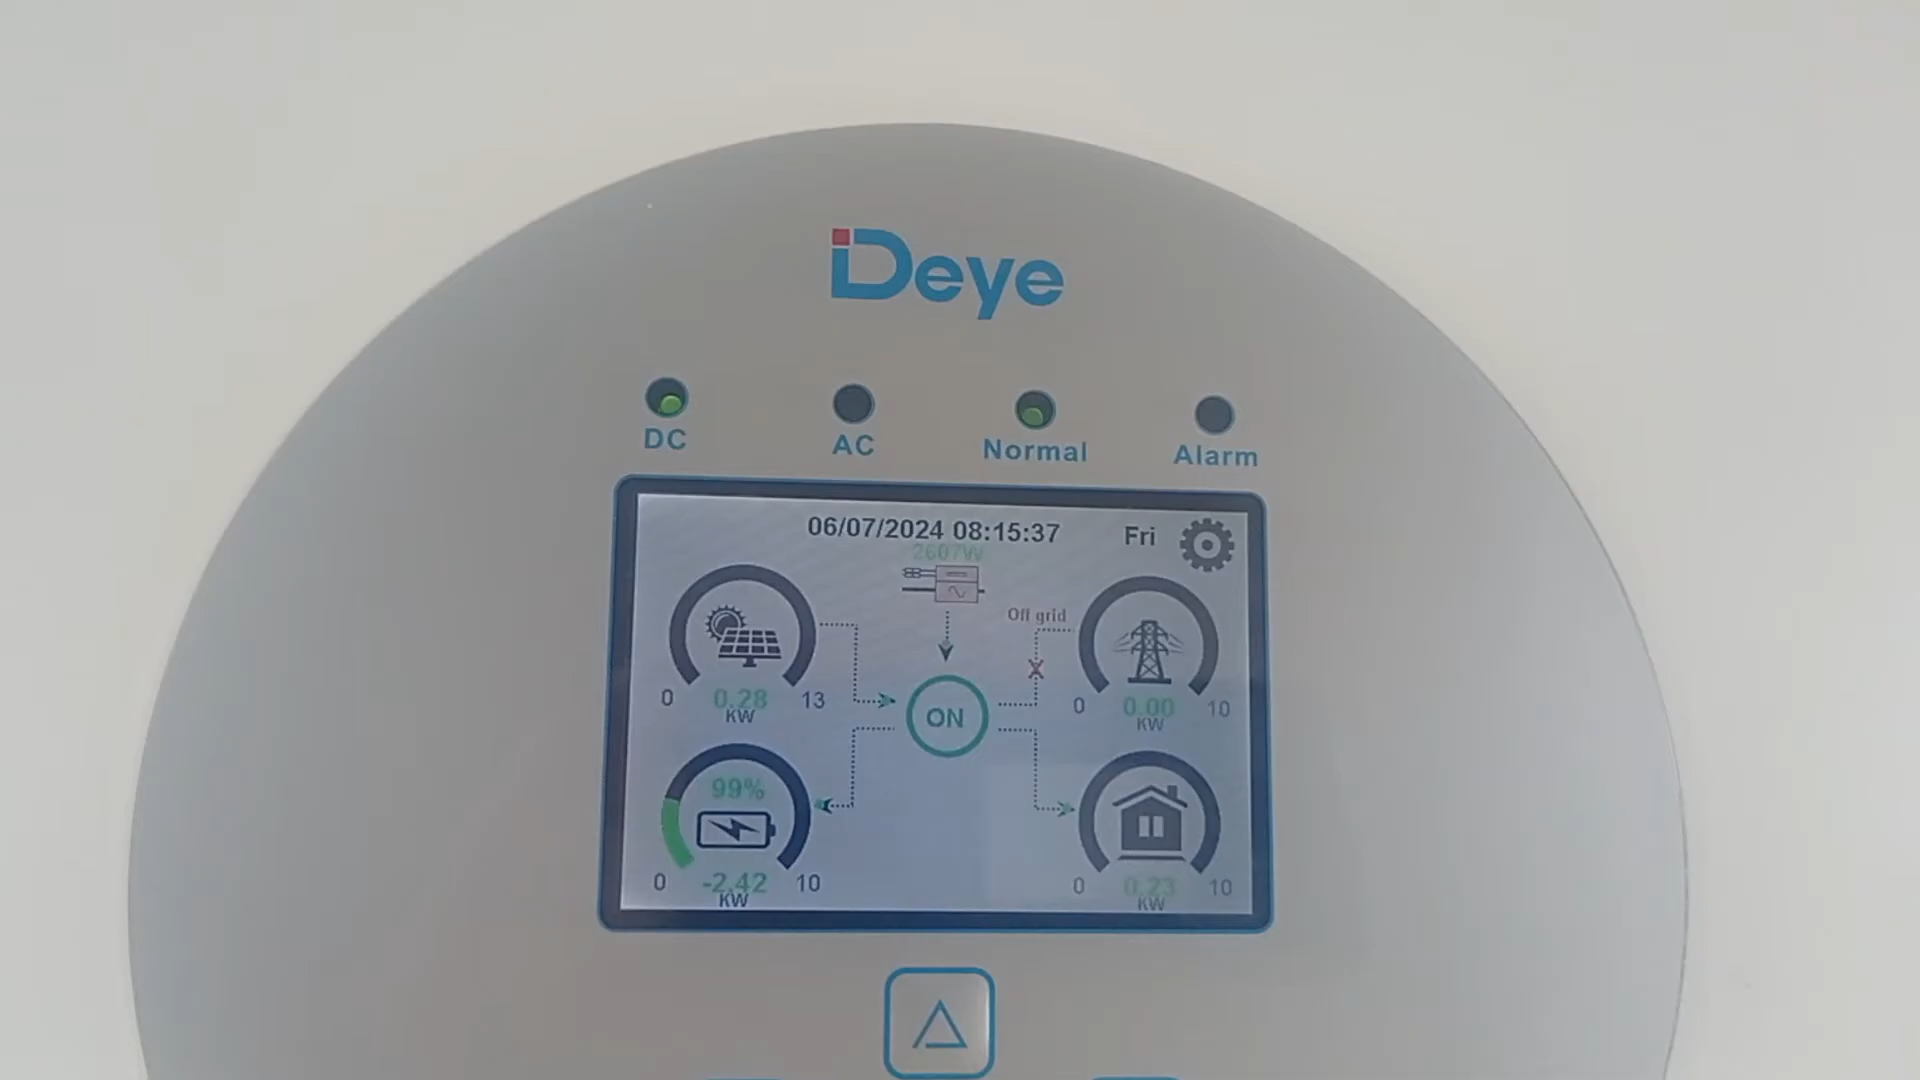 Deye
DC AC Normal Alarm
06/07/2024 08:15:37 Fri
2607W
Off grid
0 0.28 13
KW
0 0.00 10
KW
ON
99%
0 -2.42 10
KW
0 0.23 10
KW